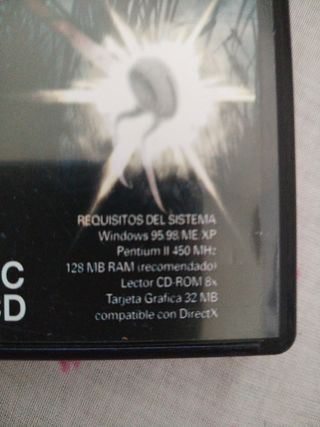 REQUISITOS DEL SISTEMA
Windows 95 98 ME XP
Pentium II 450 MHz
128 MB RAM (recomendado)
Lector CD-ROM 8x
Tarjeta Grafica 32 MB
compatible con DirectX
C
CD